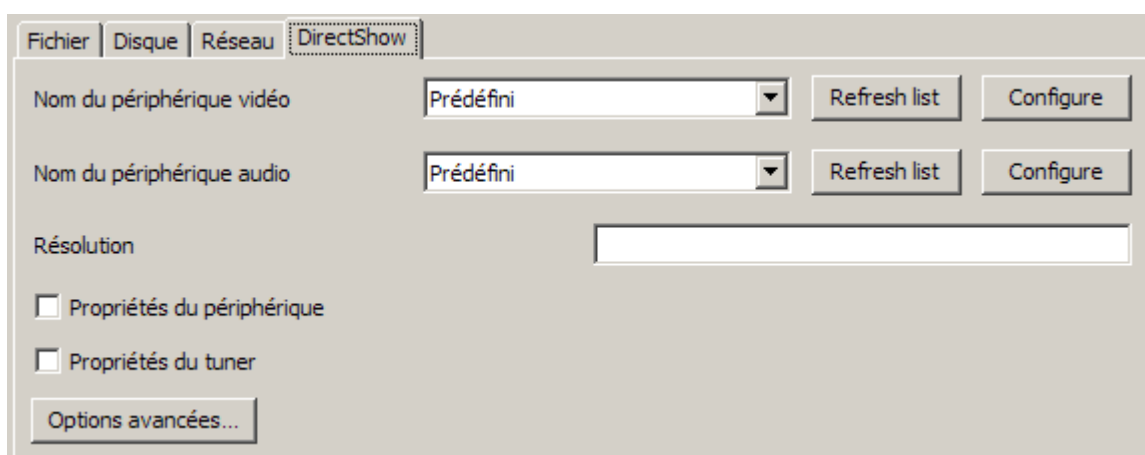 Fichier Disque Réseau DirectShow
Nom du périphérique vidéo Prédéfini Refresh list Configure
Nom du périphérique audio Prédéfini Refresh list Configure
Résolution
Propriétés du périphérique
Propriétés du tuner
Options avancées...